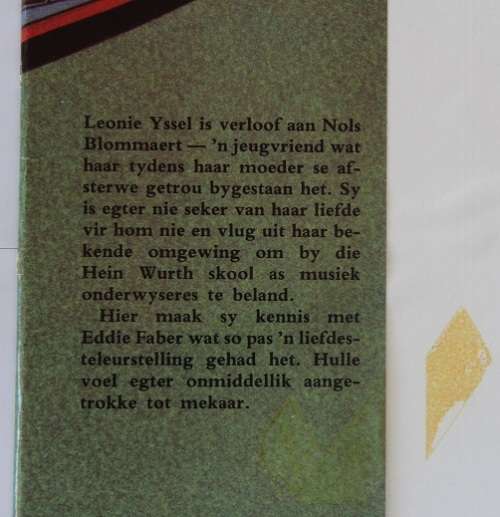 Leonie Yssel is verloof aan Nols
Blommaert — 'n jeugvriend wat
haar tydens haar moeder se af-
sterwe getrou bygestaan het. Sy
is egter nie seker van haar liefde
vir hom nie en vlug uit haar be-
kende omgewing om by die
Hein Wurth skool as musiek
onderwyseres te beland.
Hier maak sy kennis met
Eddie Faber wat so pas 'n liefdes-
teleurstelling gehad het. Hulle
voel egter onmiddellik aange-
trokke tot mekaar.